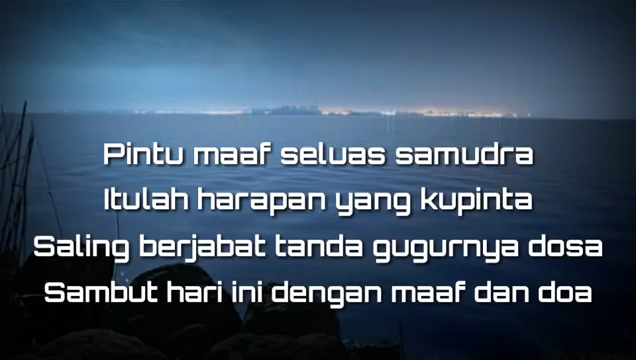 Pintu maaf seluas samudra
Itulah harapan yang kupinta
Saling berjabat tanda gugurnya dosa
Sambut hari ini dengan maaf dan doa